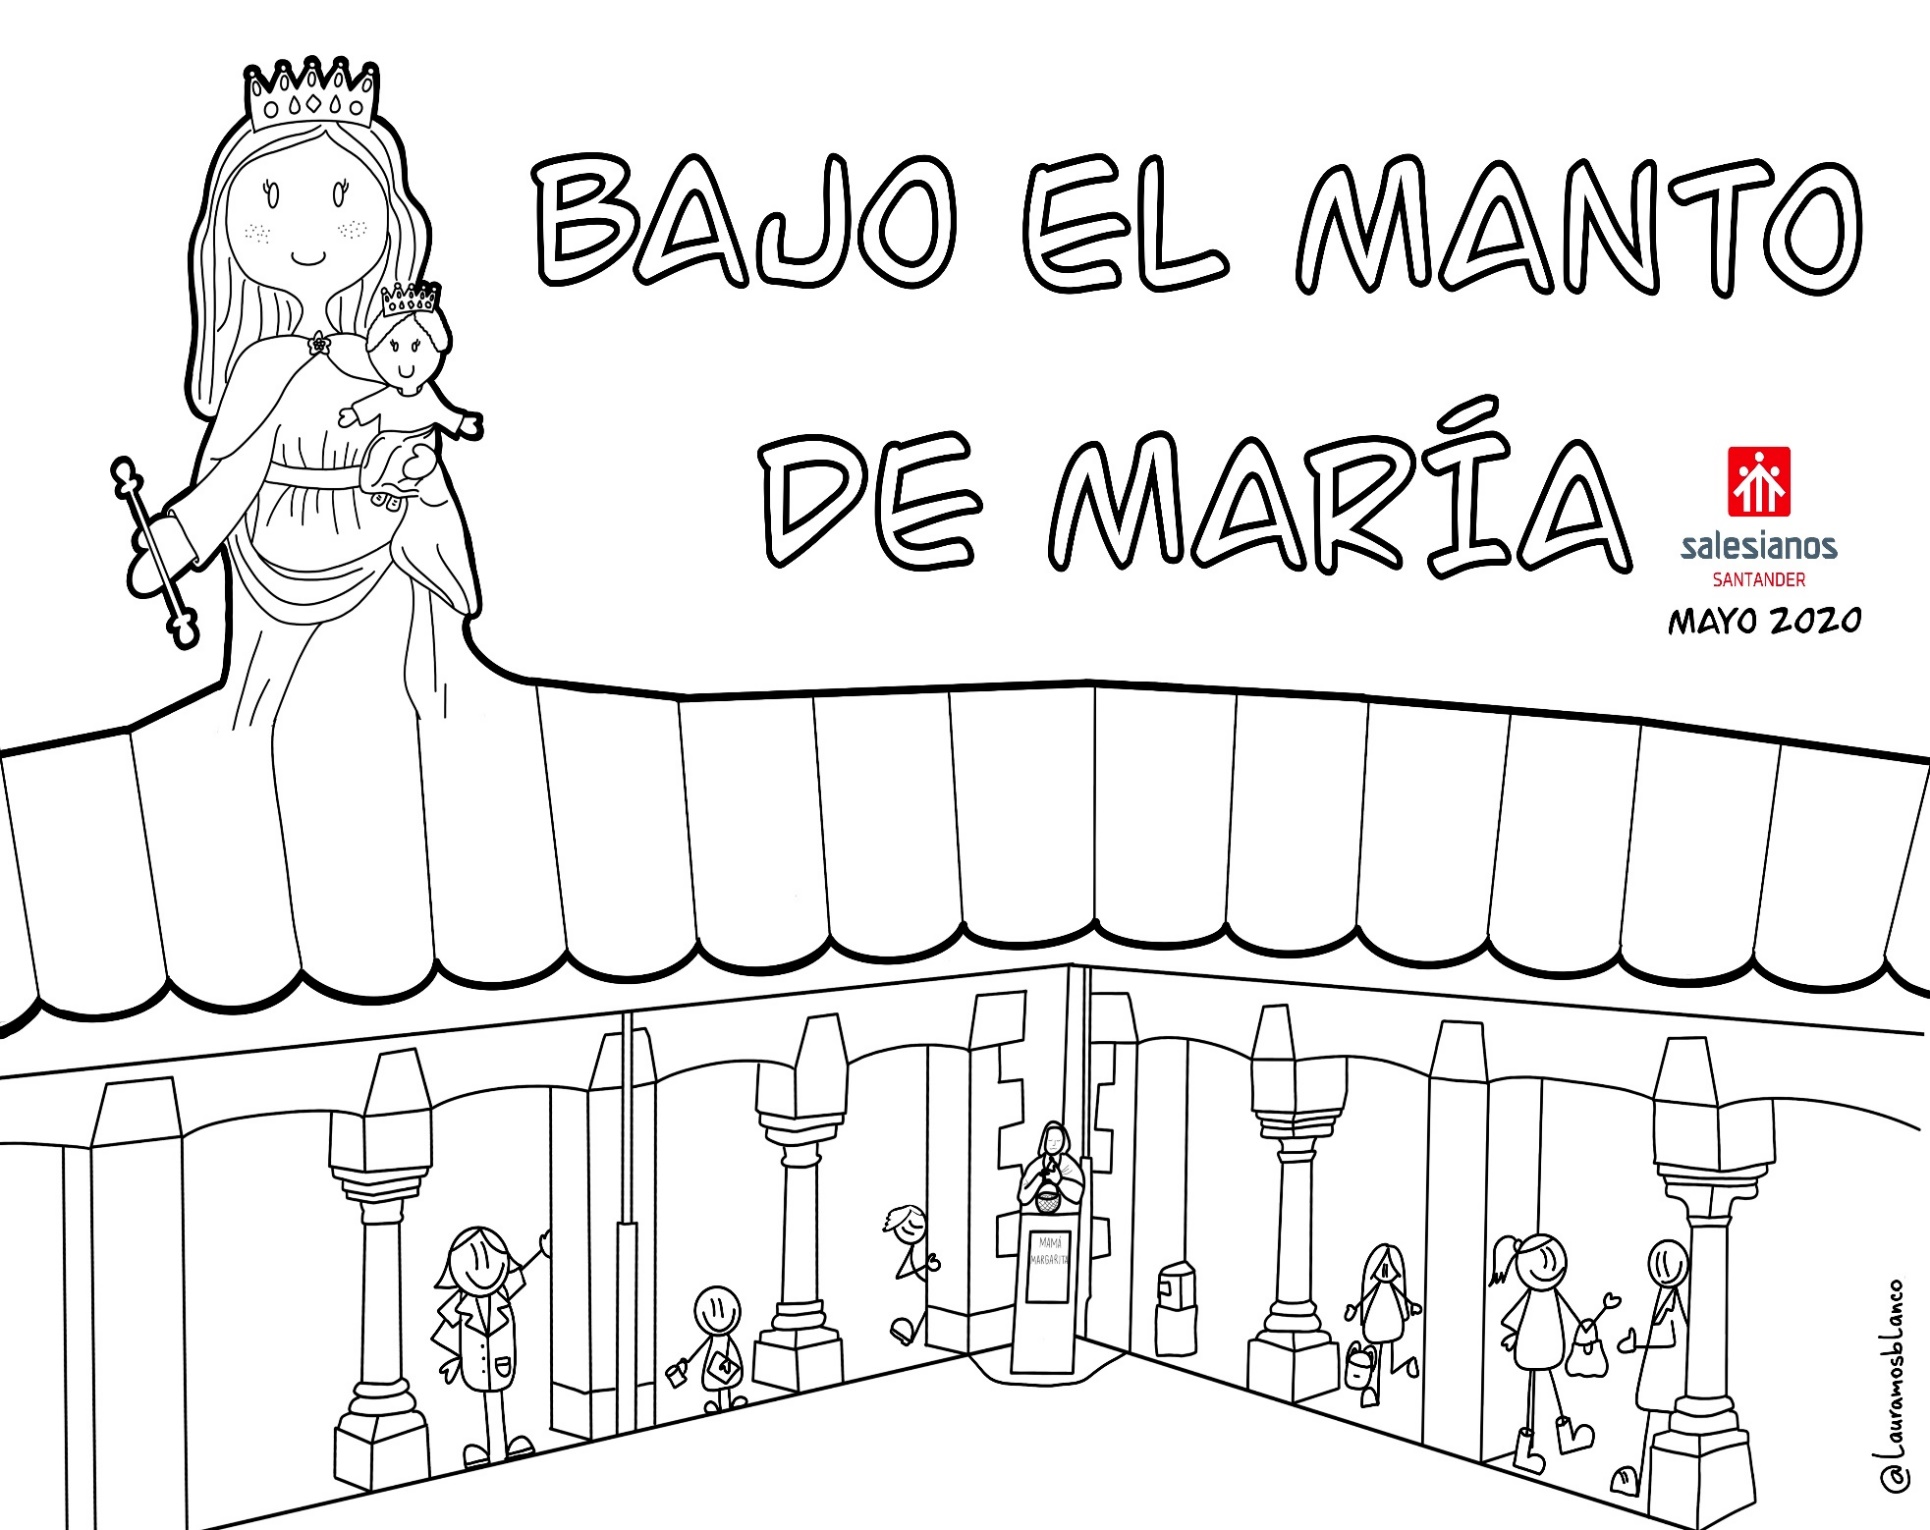 BAJO EL MANTO
DE MARÍA
salesianos
SANTANDER
MAYO 2020
MAMÁ
MARGARITA
@Lauramosblanco